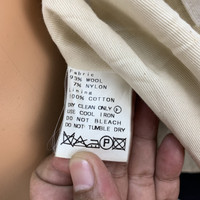 Fabric
93% WOOL
7% NYLON
Lining
100% COTTON
DRY CLEAN ONLY
USE COOL IRON
DO NOT BLEACH
DO NOT TUMBLE DRY
P